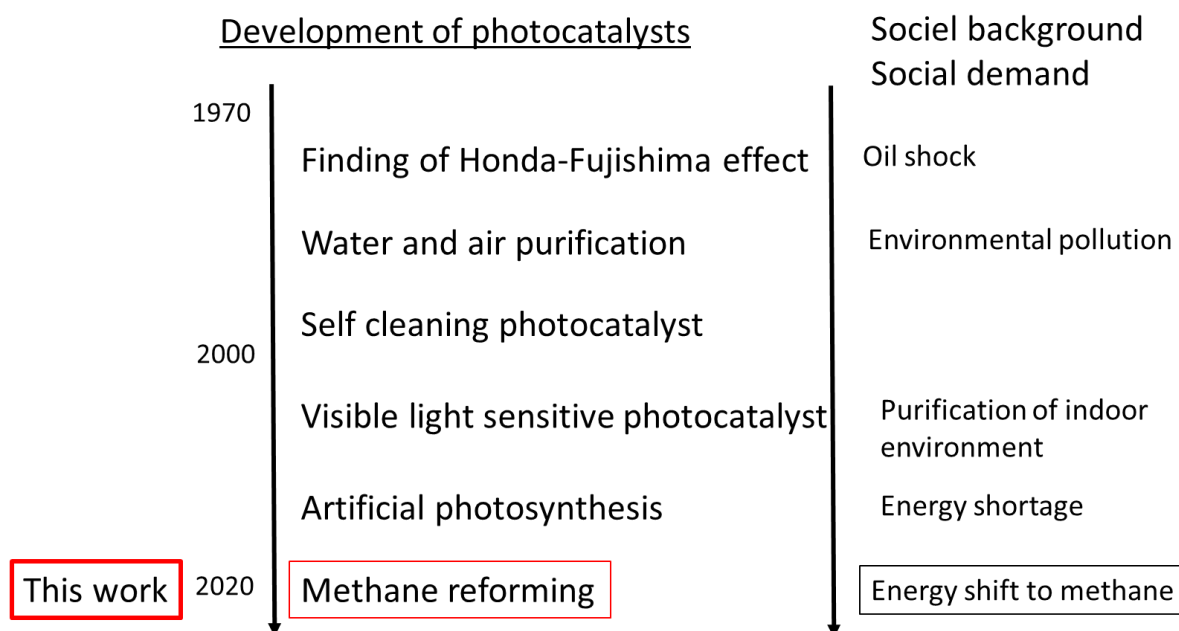 Development of photocatalysts
Sociel background
Social demand
1970
Finding of Honda-Fujishima effect
Oil shock
Water and air purification
Environmental pollution
Self cleaning photocatalyst
2000
Visible light sensitive photocatalyst
Purification of indoor
environment
Artificial photosynthesis
Energy shortage
This work
2020
Methane reforming
Energy shift to methane